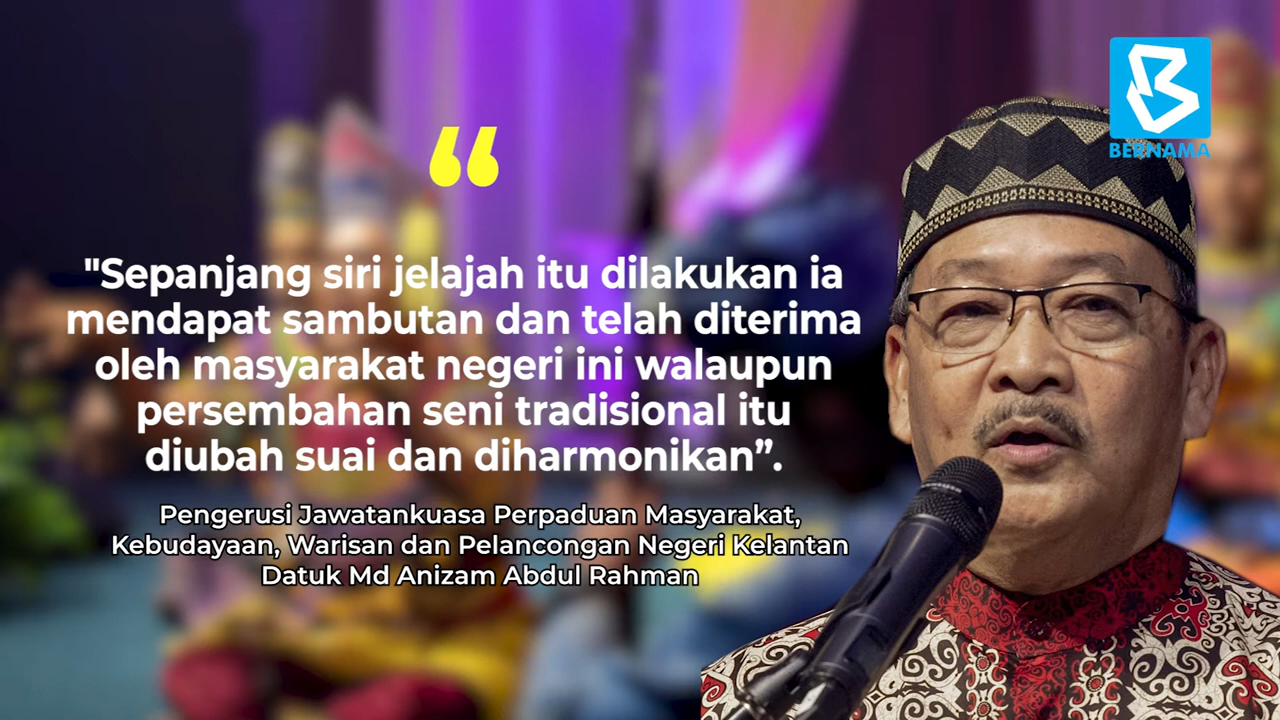 BERNAMA
“
"Sepanjang siri jelajah itu dilakukan ia
mendapat sambutan dan telah diterima
oleh masyarakat negeri ini walaupun
persembahan seni tradisional itu
diubah suai dan diharmonikan”.
Pengerusi Jawatankuasa Perpaduan Masyarakat,
Kebudayaan, Warisan dan Pelancongan Negeri Kelantan
Datuk Md Anizam Abdul Rahman